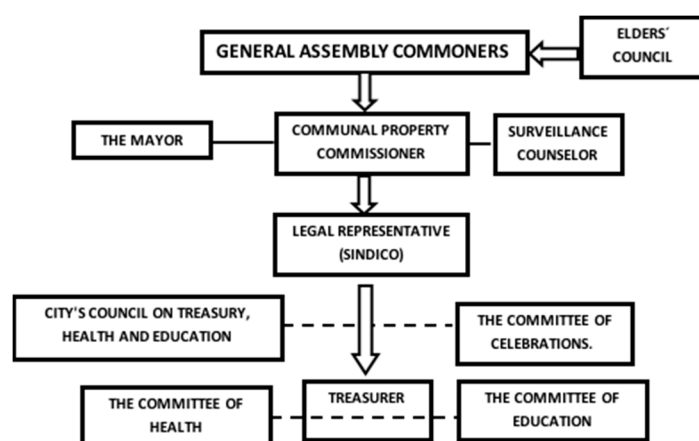 ELDERS´
COUNCIL
GENERAL ASSEMBLY COMMONERS
THE MAYOR
COMMUNAL PROPERTY
COMMISSIONER
SURVEILLANCE
COUNSELOR
LEGAL REPRESENTATIVE
(SINDICO)
CITY'S COUNCIL ON TREASURY,
HEALTH AND EDUCATION
THE COMMITTEE OF
CELEBRATIONS.
THE COMMITTEE OF
HEALTH
TREASURER
THE COMMITTEE OF
EDUCATION